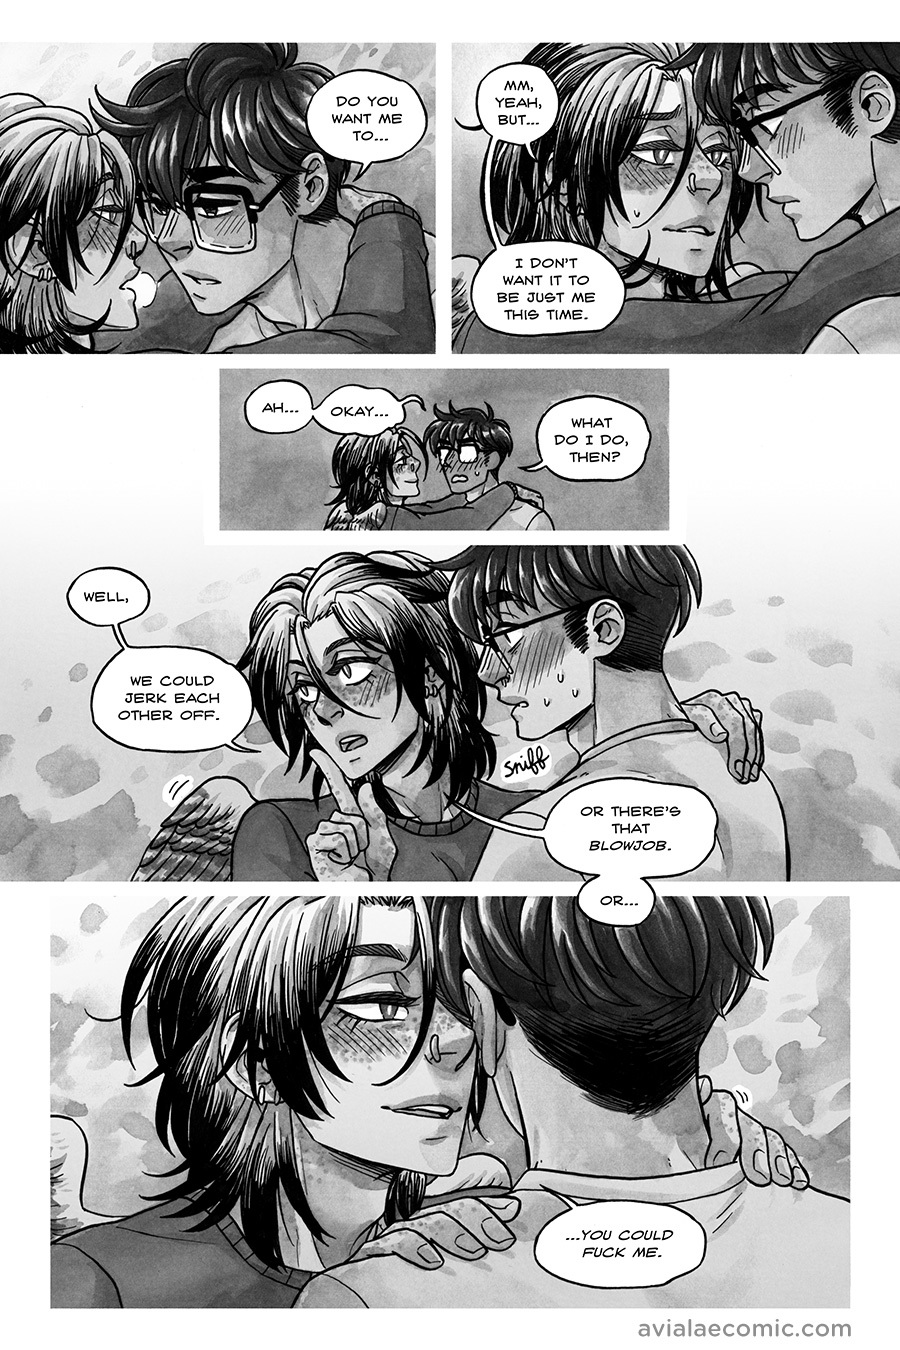 DO YOU
WANT ME
TO...
MM,
YEAH,
BUT...
I DON'T
WANT IT TO
BE JUST ME
THIS TIME.
AH...
OKAY...
WHAT
DO I DO,
THEN?
WELL,
WE COULD
JERK EACH
OTHER OFF.
sniff
OR THERE'S
THAT
BLOWJOB.
OR...
...YOU COULD
FUCK ME.
avialaecomic.com